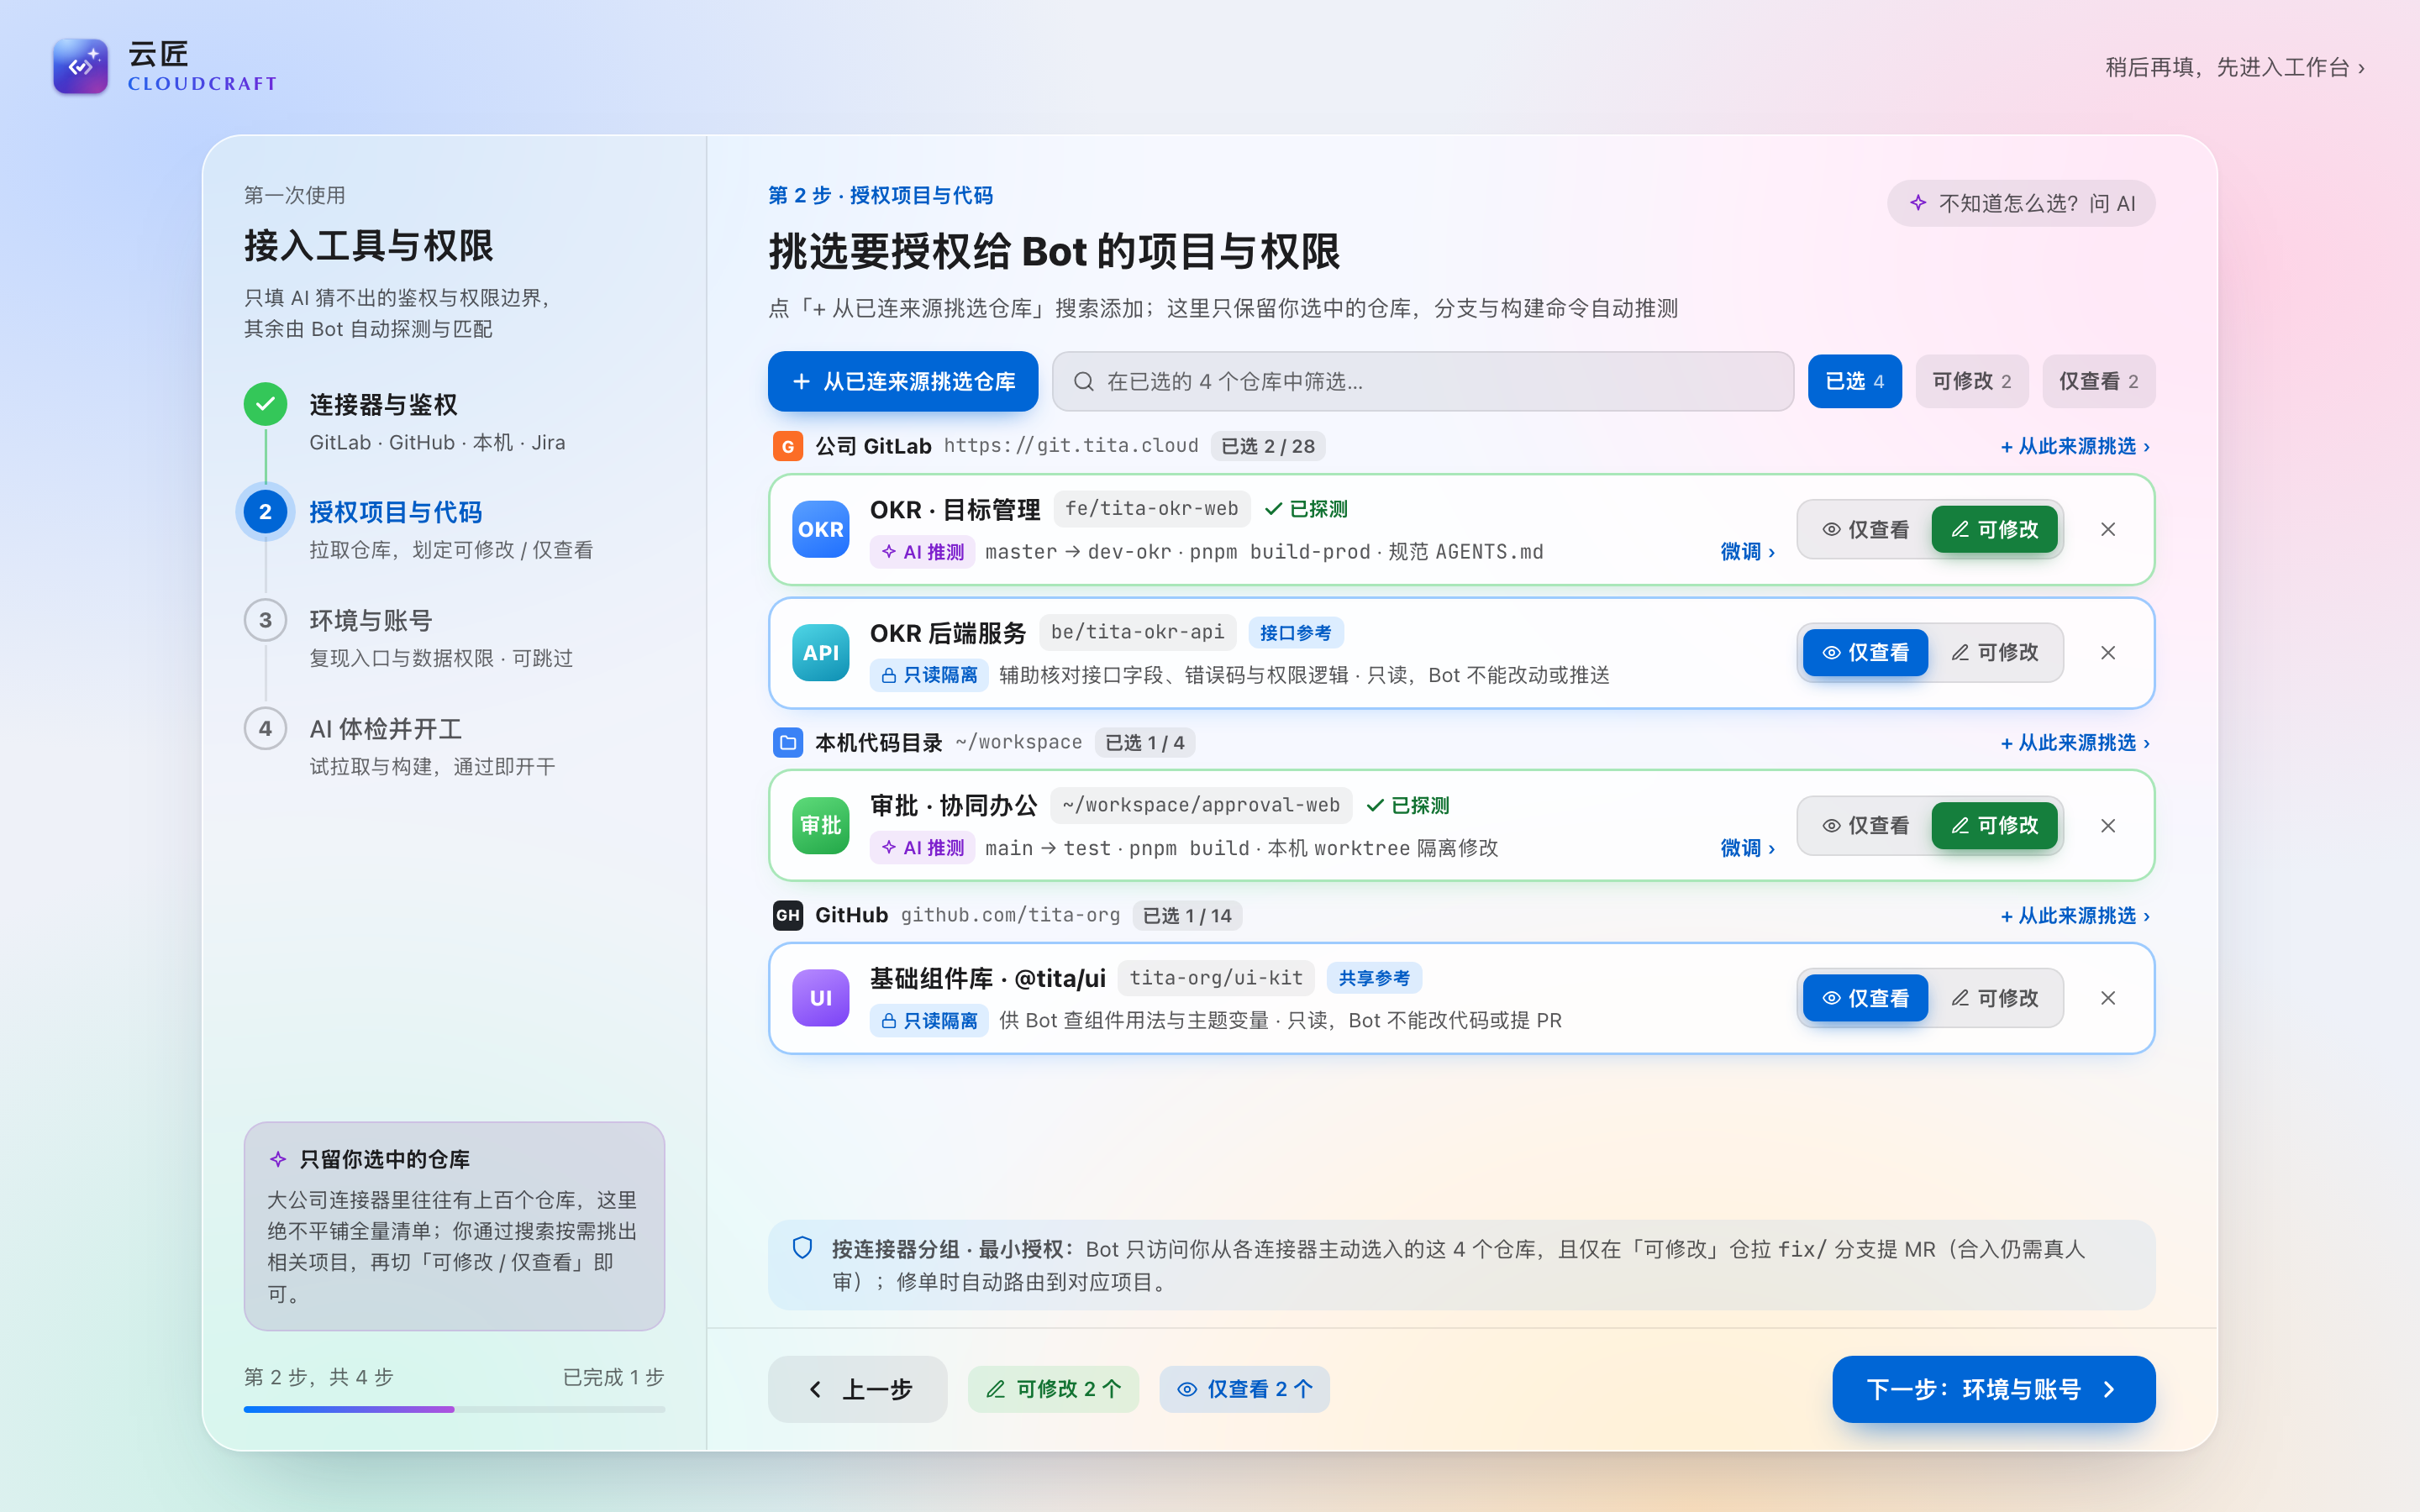 云匠
CLOUDCRAFT
稍后再填，先进入工作台 ›
第一次使用
接入工具与权限
只填 AI 猜不出的鉴权与权限边界，
其余由 Bot 自动探测与匹配
连接器与鉴权
GitLab · GitHub · 本机 · Jira
2
授权项目与代码
拉取仓库，划定可修改 / 仅查看
3
环境与账号
复现入口与数据权限 · 可跳过
4
AI 体检并开工
试拉取与构建，通过即开干
只留你选中的仓库
大公司连接器里往往有上百个仓库，这里
绝不平铺全量清单；你通过搜索按需挑出
相关项目，再切「可修改 / 仅查看」即
可。
第 2 步，共 4 步 已完成 1 步
第 2 步 · 授权项目与代码
不知道怎么选？问 AI
挑选要授权给 Bot 的项目与权限
点「+ 从已连来源挑选仓库」搜索添加；这里只保留你选中的仓库，分支与构建命令自动推测
+ 从已连来源挑选仓库 在已选的 4 个仓库中筛选... 已选 4 可修改 2 仅查看 2
G 公司 GitLab https://git.tita.cloud 已选 2 / 28 + 从此来源挑选 ›
OKR OKR · 目标管理 fe/tita-okr-web 已探测
AI 推测 master → dev-okr · pnpm build-prod · 规范 AGENTS.md 微调 › 仅查看 可修改
API OKR 后端服务 be/tita-okr-api 接口参考
只读隔离 辅助核对接口字段、错误码与权限逻辑 · 只读，Bot 不能改动或推送 仅查看 可修改
本机代码目录 ~/workspace 已选 1 / 4 + 从此来源挑选 ›
审批 审批 · 协同办公 ~/workspace/approval-web 已探测
AI 推测 main → test · pnpm build · 本机 worktree 隔离修改 微调 › 仅查看 可修改
GH GitHub github.com/tita-org 已选 1 / 14 + 从此来源挑选 ›
UI 基础组件库 · @tita/ui tita-org/ui-kit 共享参考
只读隔离 供 Bot 查组件用法与主题变量 · 只读，Bot 不能改代码或提 PR 仅查看 可修改
按连接器分组 · 最小授权：Bot 只访问你从各连接器主动选入的这 4 个仓库，且仅在「可修改」仓拉 fix/ 分支提 MR（合入仍需真人
审）；修单时自动路由到对应项目。
上一步 可修改 2 个 仅查看 2 个 下一步：环境与账号